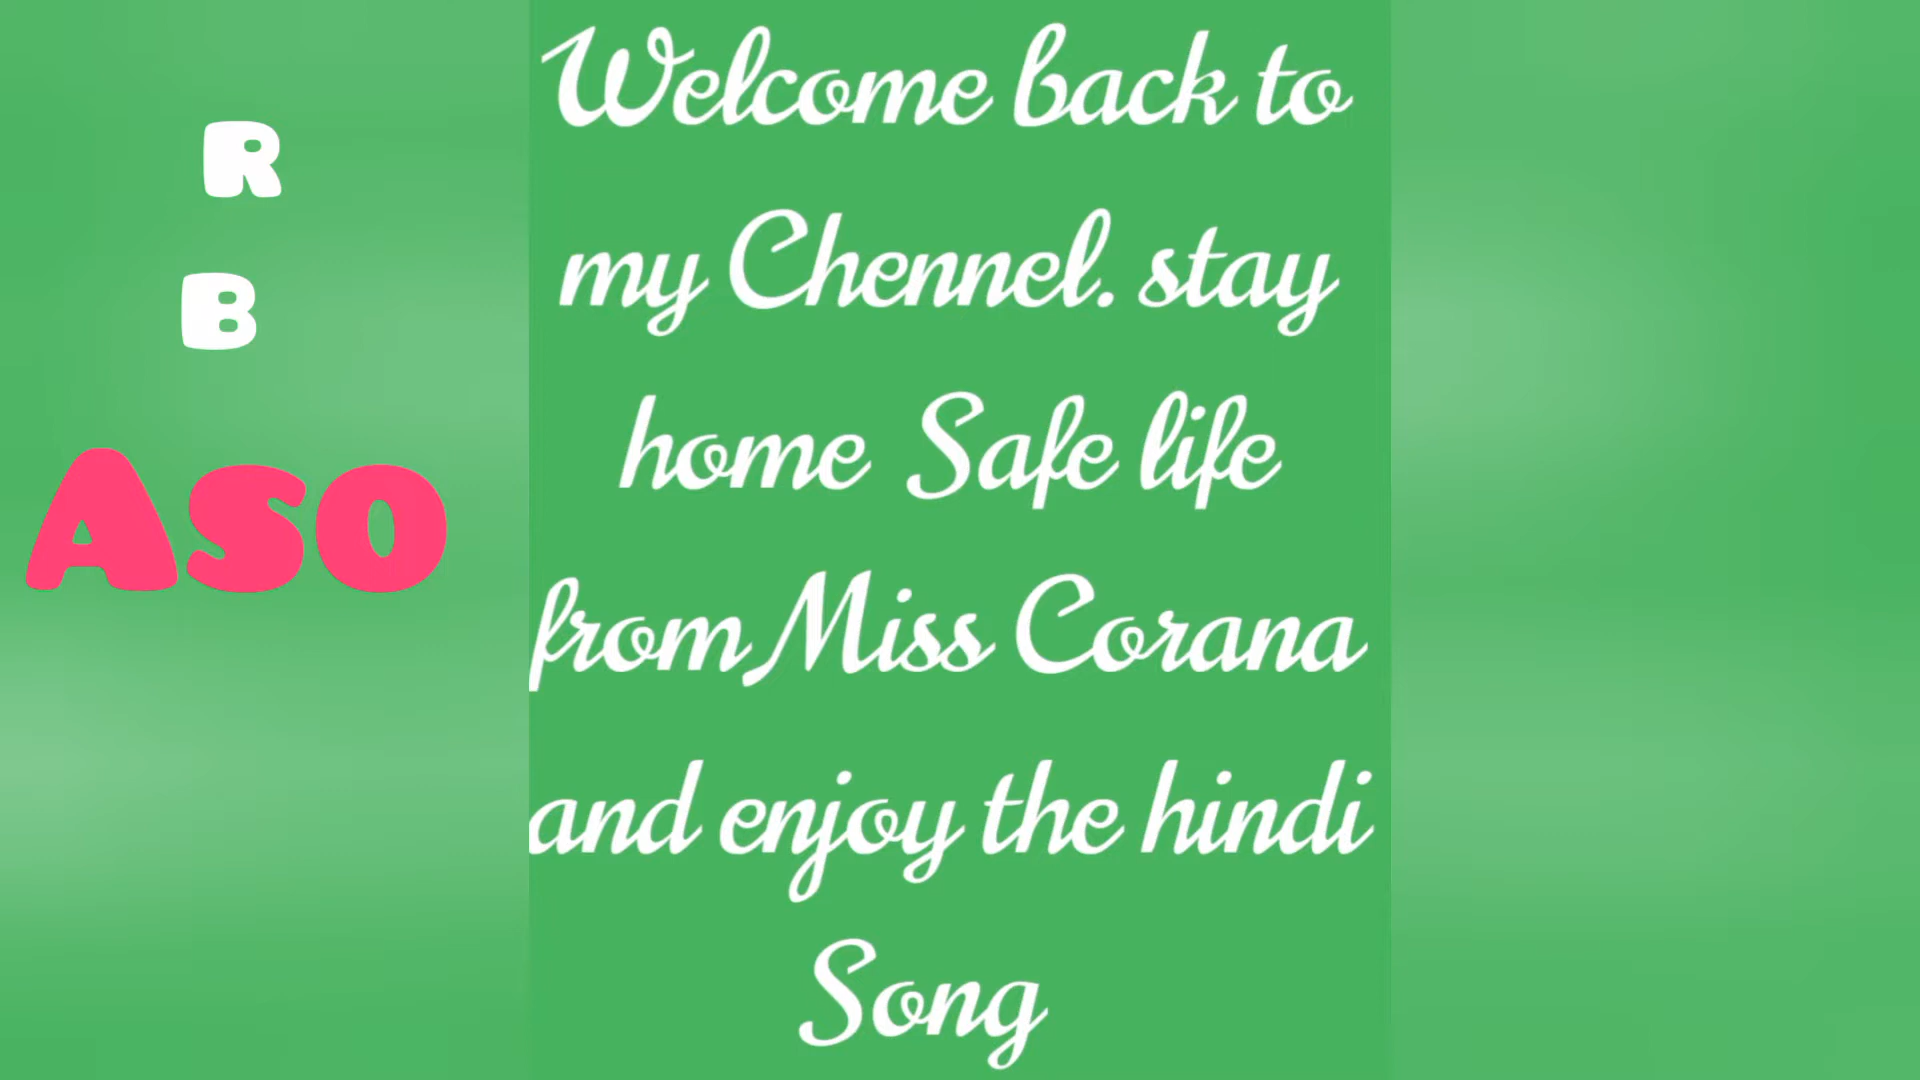 R
B
Aso
Welcome back to
my Chennel. stay
home Safe life
from Miss Corana
and enjoy the hindi
Song